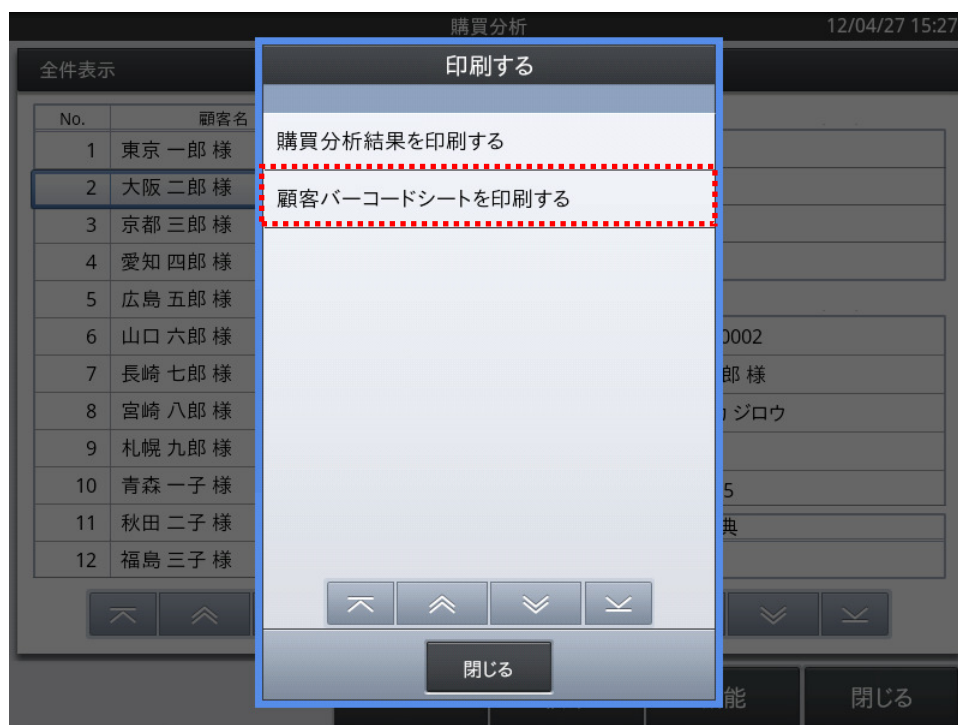 購買分析 12/04/27 15:27
全件表示
印刷する
購買分析結果を印刷する
顧客バーコードシートを印刷する
閉じる
No. 顧客名
1 東京 一郎 様
2 大阪 二郎 様
3 京都 三郎 様
4 愛知 四郎 様
5 広島 五郎 様
6 山口 六郎 様
7 長崎 七郎 様
8 宮崎 八郎 様
9 札幌 九郎 様
10 青森 一子 様
11 秋田 二子 様
12 福島 三子 様
0002
郎 様
ジロウ
5
典
能
閉じる